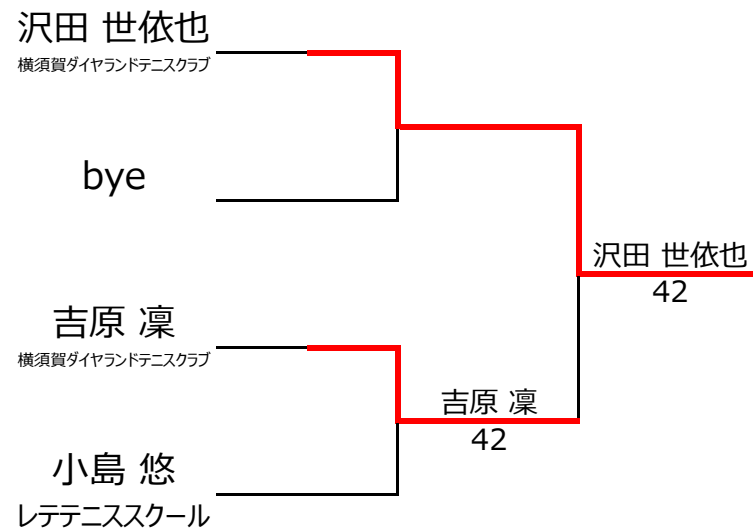 沢田 世依也
横須賀ダイヤランドテニスクラブ
bye
沢田 世依也
42
吉原 凜
横須賀ダイヤランドテニスクラブ
吉原 凜
42
小島 悠
レテテニススクール